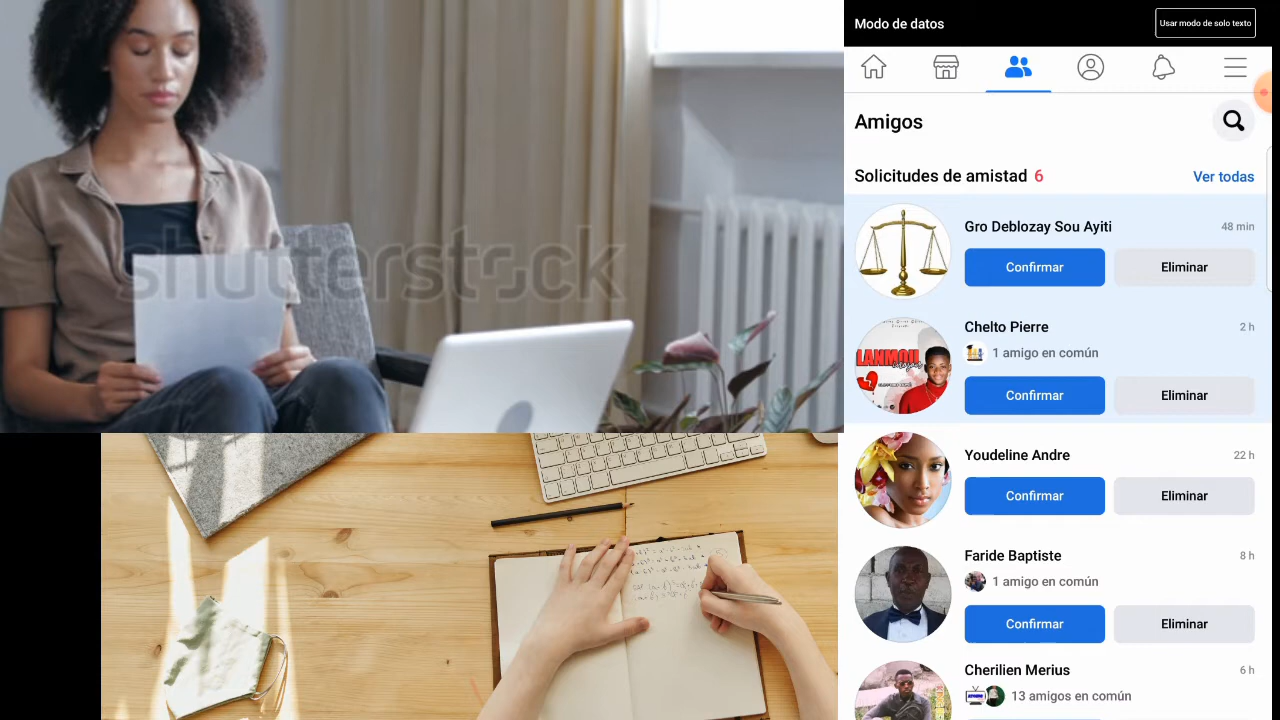 shutterstock
Modo de datos
Usar modo de solo texto
Amigos
Solicitudes de amistad 6
Ver todas
Gro Deblozay Sou Ayiti
48 min
Confirmar
Eliminar
Chelto Pierre
2 h
LANMOU
1 amigo en común
Confirmar
Eliminar
Youdeline Andre
22 h
Confirmar
Eliminar
Faride Baptiste
8 h
1 amigo en común
Confirmar
Eliminar
Cherilien Merius
6 h
13 amigos en común